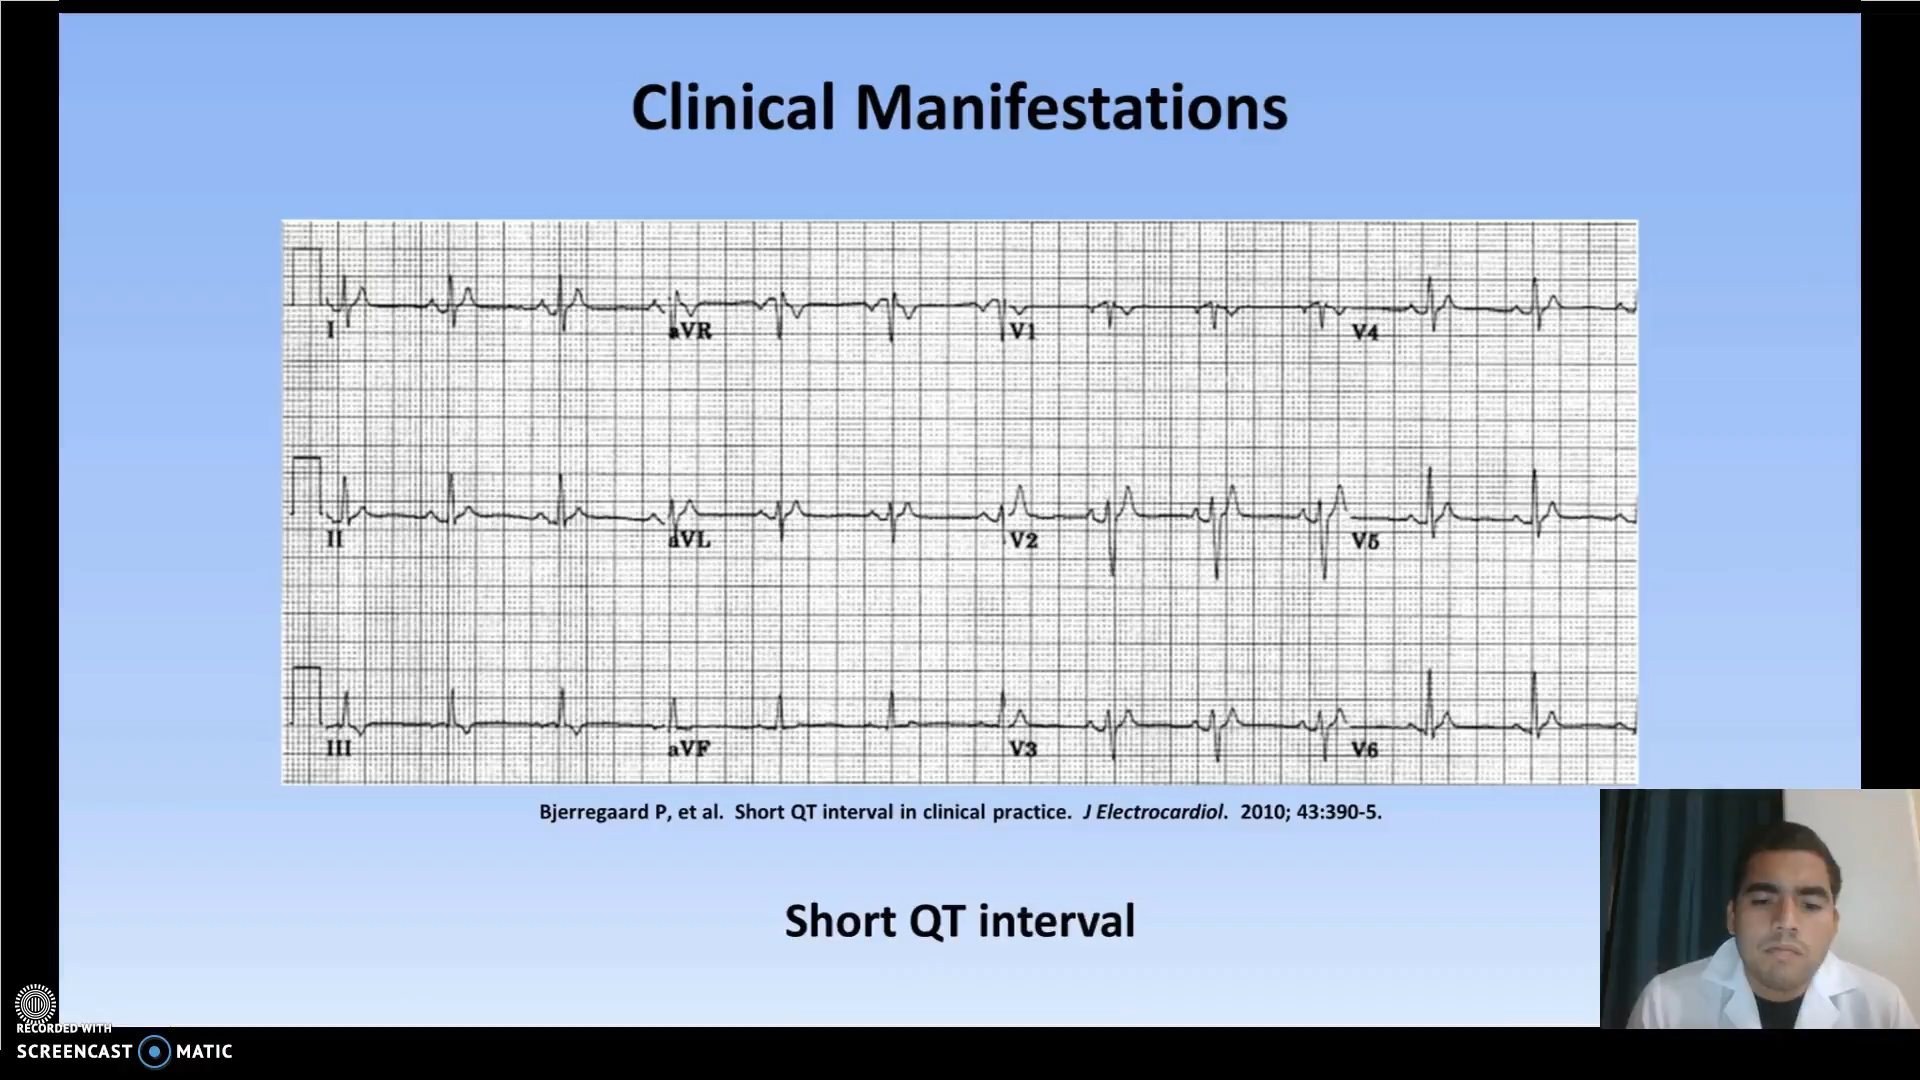 Clinical Manifestations
I aVR V1 V4
II aVL V2 V5
III aVF V3 V6
Bjerregaard P, et al. Short QT interval in clinical practice. J Electrocardiol. 2010; 43:390-5.
Short QT interval
RECORDED WITH
SCREENCAST MATIC